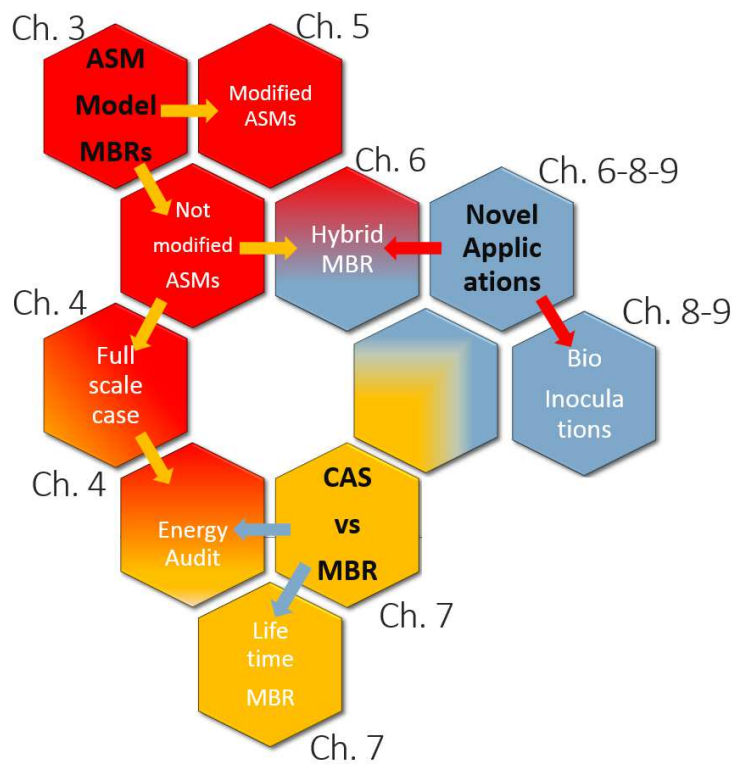 Ch. 3
Ch. 5
ASM
Model
MBRs
Modified
ASMs
Ch. 6
Ch. 6-8-9
Not
modified
ASMs
Hybrid
MBR
Novel
Applic
ations
Ch. 4
Ch. 8-9
Full
scale
case
Bio
Inocula
tions
Ch. 4
Energy
Audit
CAS
vs
MBR
Ch. 7
Life
time
MBR
Ch. 7